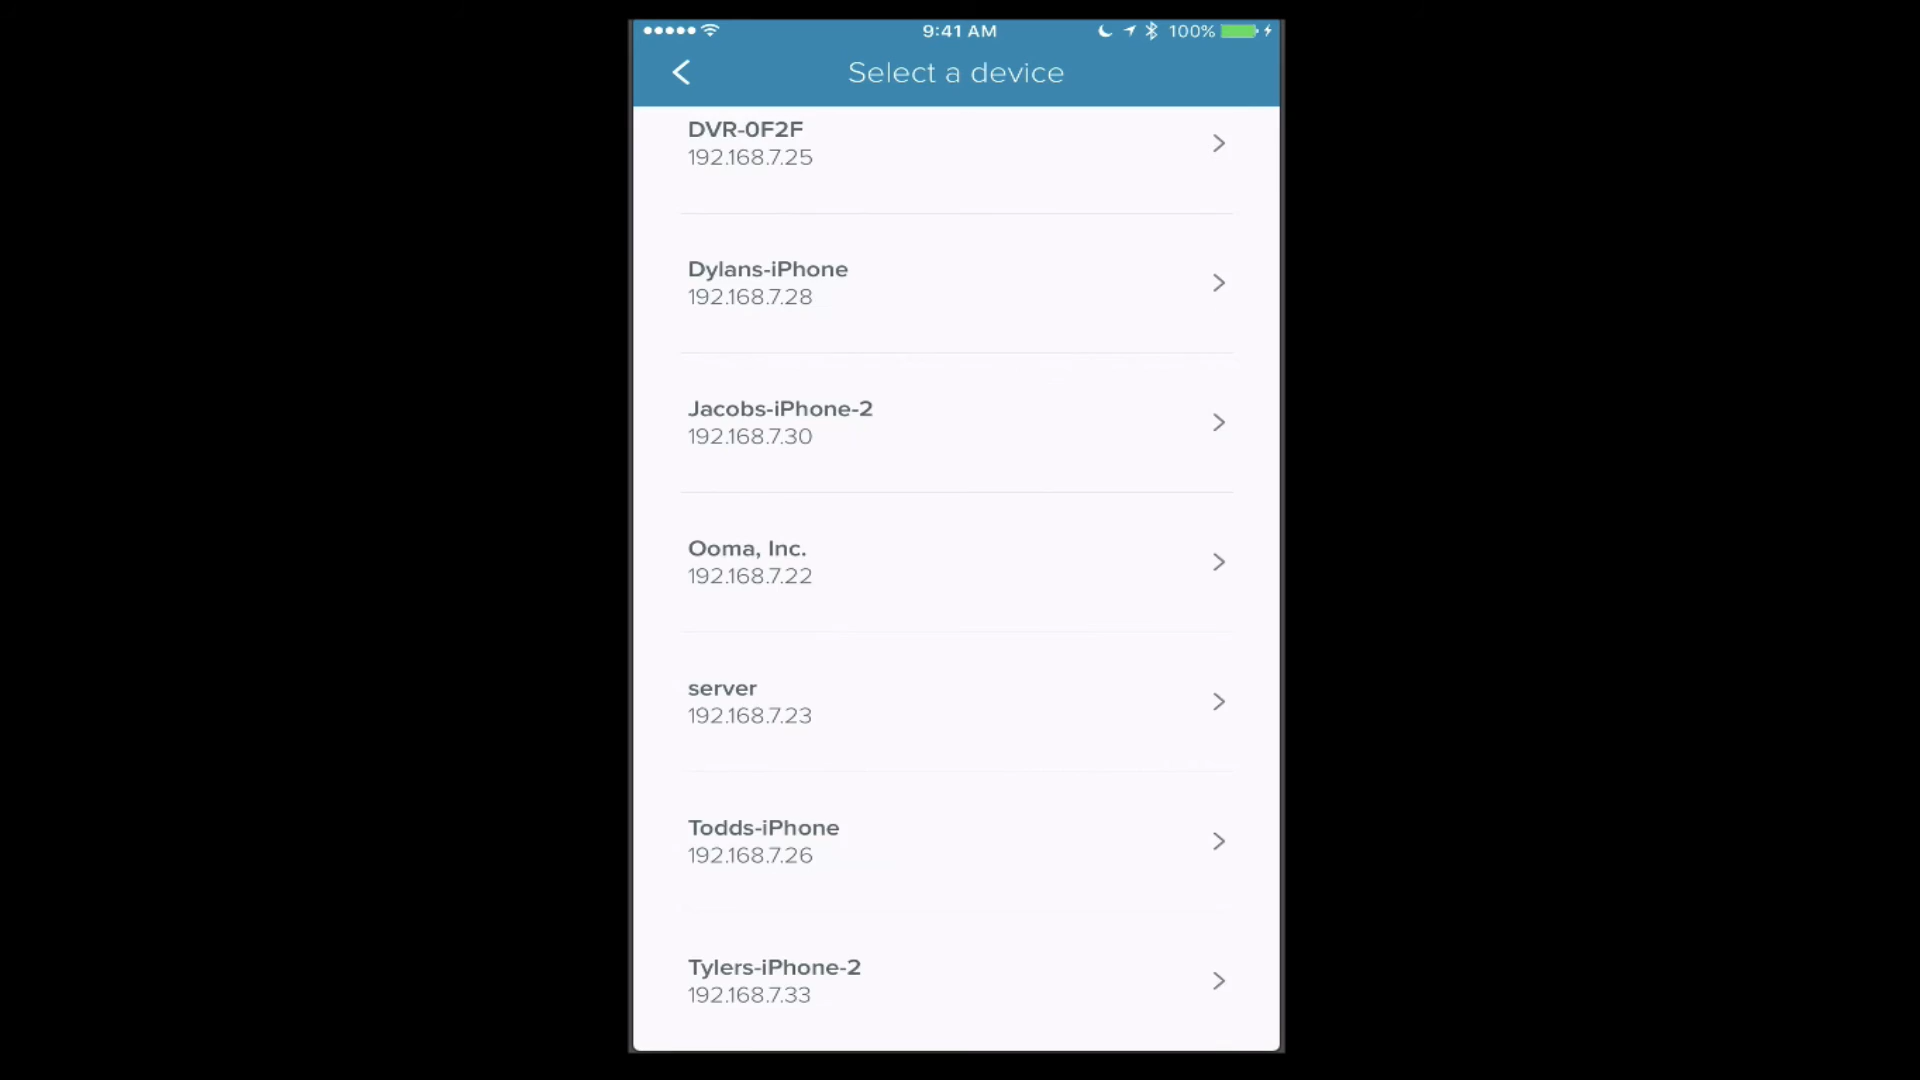 9:41 AM
100%
Select a device
DVR-0F2F
192.168.7.25
Dylans-iPhone
192.168.7.28
Jacobs-iPhone-2
192.168.7.30
Ooma, Inc.
192.168.7.22
server
192.168.7.23
Todds-iPhone
192.168.7.26
Tylers-iPhone-2
192.168.7.33